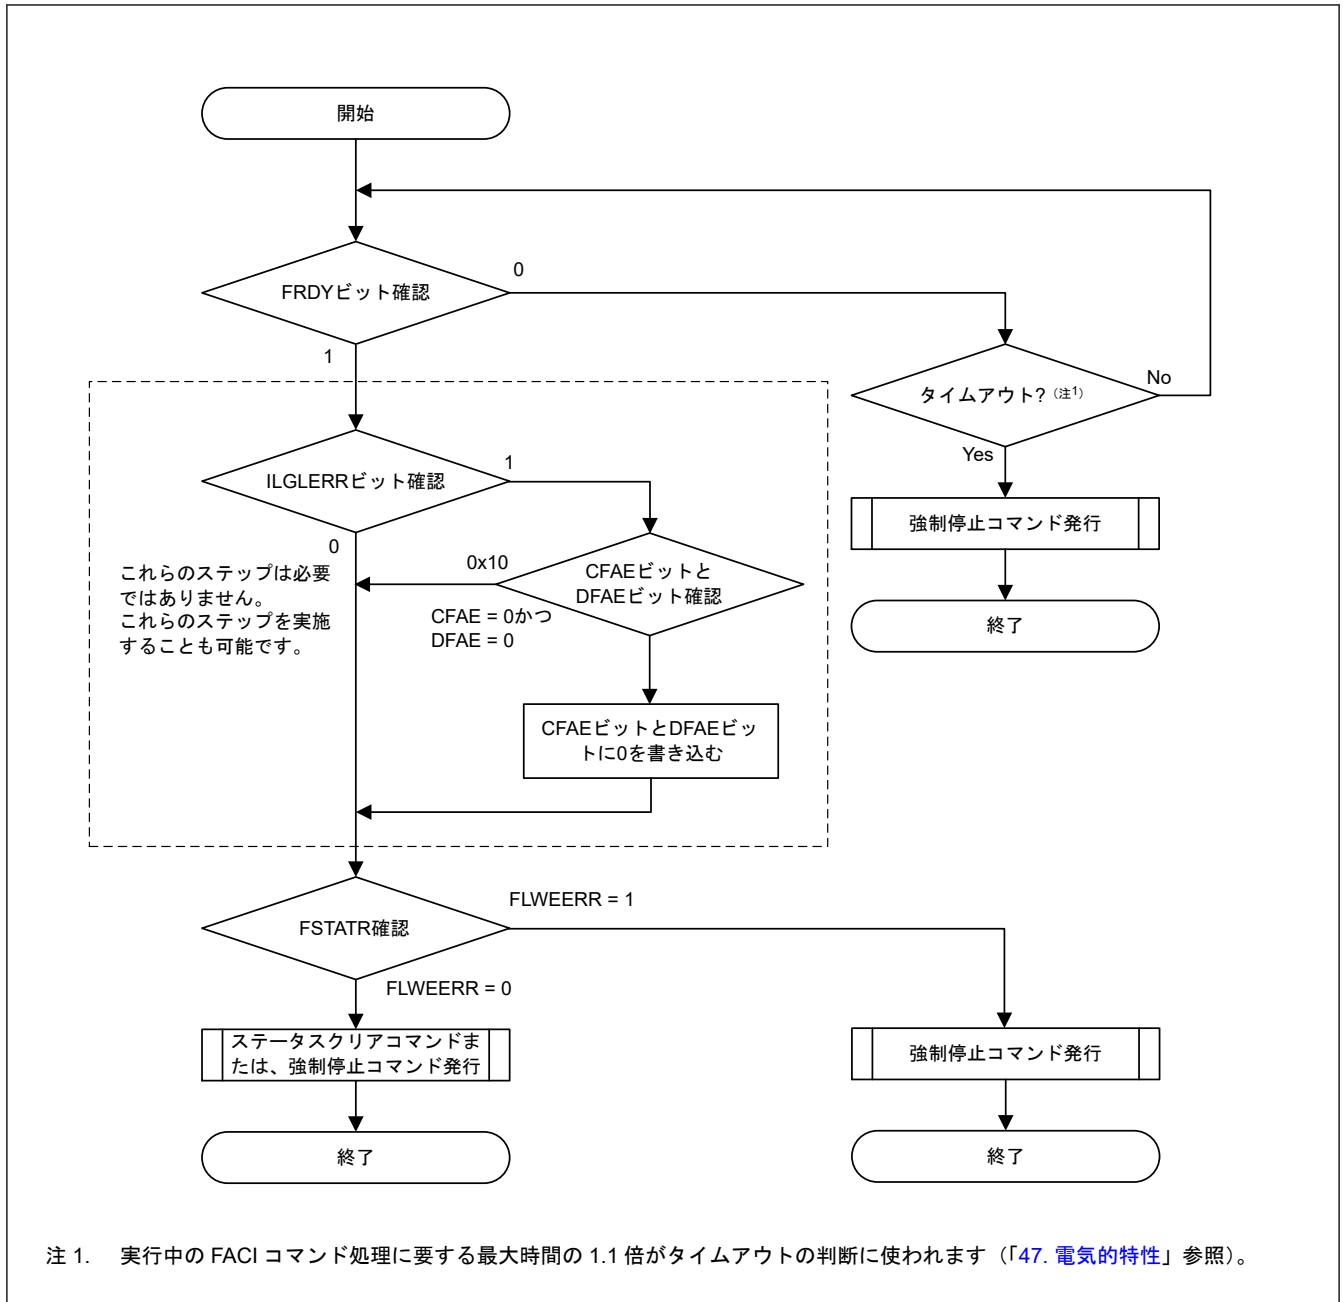 開始
FRDYビット確認
0
1
タイムアウト? (注1)
No
Yes
強制停止コマンド発行
終了
ILGLERRビット確認
1
0
これらのステップは必要
ではありません。
これらのステップを実施
することも可能です。
0x10
CFAEビットと
DFAEビット確認
CFAE = 0かつ
DFAE = 0
CFAEビットとDFAEビッ
トに0を書き込む
FSTATR確認
FLWEERR = 1
FLWEERR = 0
ステータスクリアコマンドま
たは、強制停止コマンド発行
強制停止コマンド発行
終了
終了
注 1. 実行中の FACI コマンド処理に要する最大時間の 1.1 倍がタイムアウトの判断に使われます（「47. 電気的特性」参照）。